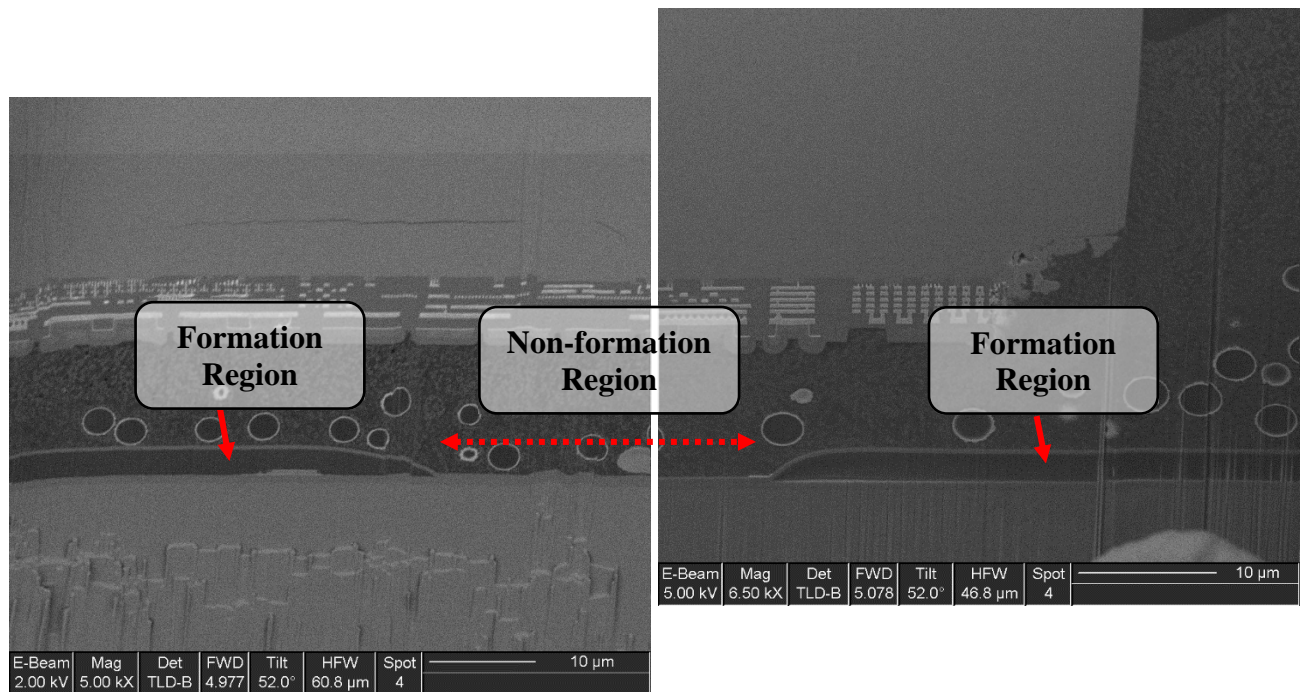 Formation
Region
Non-formation
Region
Formation
Region
E-Beam Mag Det FWD Tilt HFW Spot 10 µm
5.00 kV 6.50 kX TLD-B 5.078 52.0° 46.8 µm 4
E-Beam Mag Det FWD Tilt HFW Spot 10 µm
2.00 kV 5.00 kX TLD-B 4.977 52.0° 60.8 µm 4